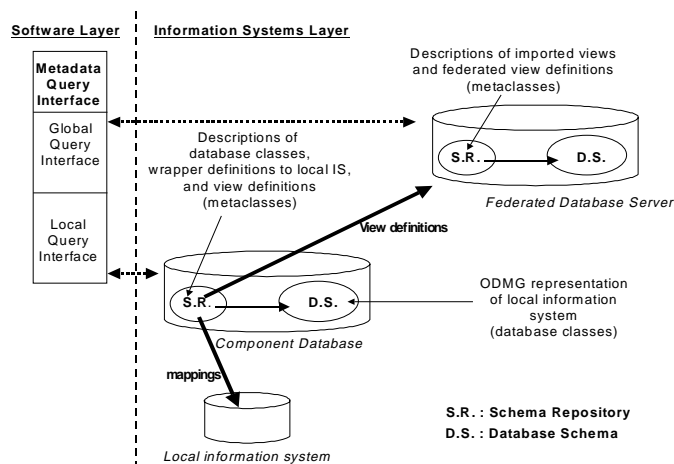 Software Layer
Information Systems Layer
Metadata
Query
Interface
Global
Query
Interface
Local
Query
Interface
Descriptions of imported views
and federated view definitions
(metaclasses)
S.R.
D.S.
Federated Database Server
Descriptions of
database classes,
wrapper definitions to local IS,
and view definitions
(metaclasses)
View definitions
S.R.
D.S.
Component Database
ODMG representation
of local information
system
(database classes)
mappings
Local information system
S.R. : Schema Repository
D.S. : Database Schema